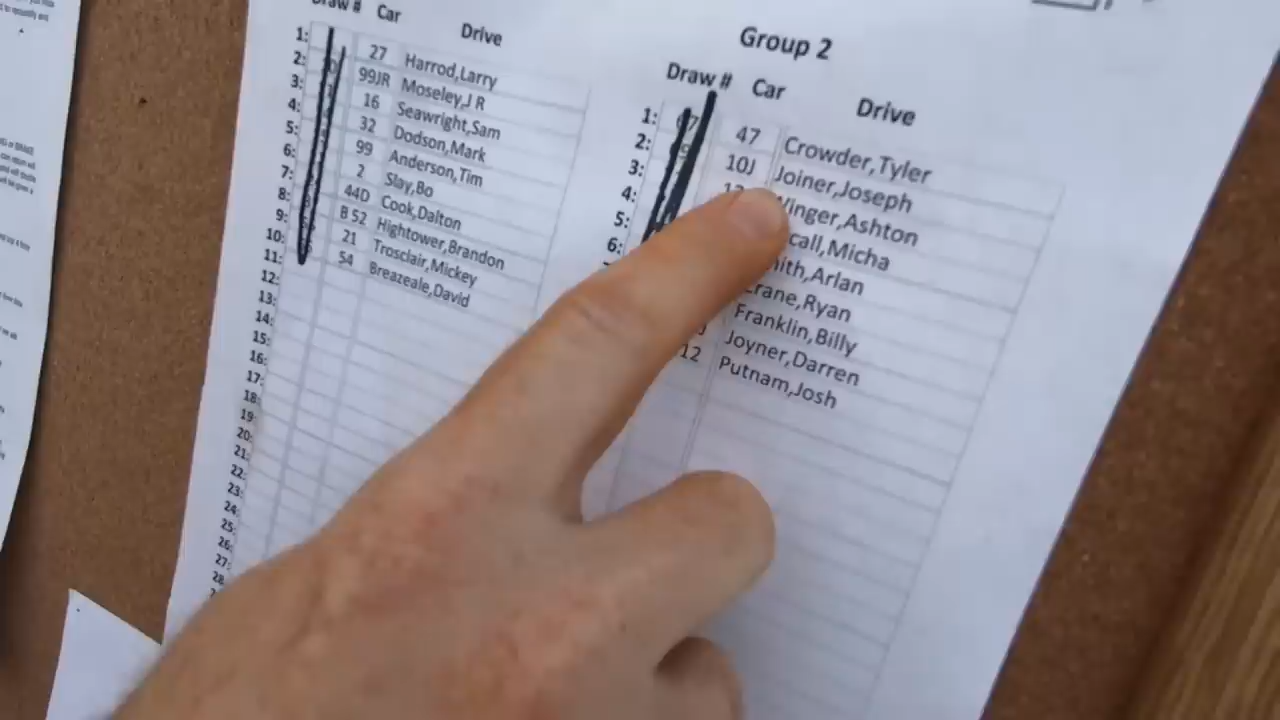 Draw # Car Drive
1: 27 Harrod,Larry
2: 99JR Moseley,J R
3: 16 Seawright,Sam
4: 32 Dodson,Mark
5: 99 Anderson,Tim
6: 2 Slay,Bo
7: 44D Cook,Dalton
8: B 52 Hightower,Brandon
9: 21 Trosclair,Mickey
10: 54 Breazeale,David
11:
12:
13:
14:
15:
16:
17:
18:
19:
20:
21:
22:
23:
24:
25:
26:
27:
28
Group 2
Draw # Car Drive
1: 47 Crowder,Tyler
2: 10J Joiner,Joseph
3: Winger,Ashton
4: call,Micha
5: ith,Arlan
6: Crane,Ryan
Franklin,Billy
J Joyner,Darren
12 Putnam,Josh